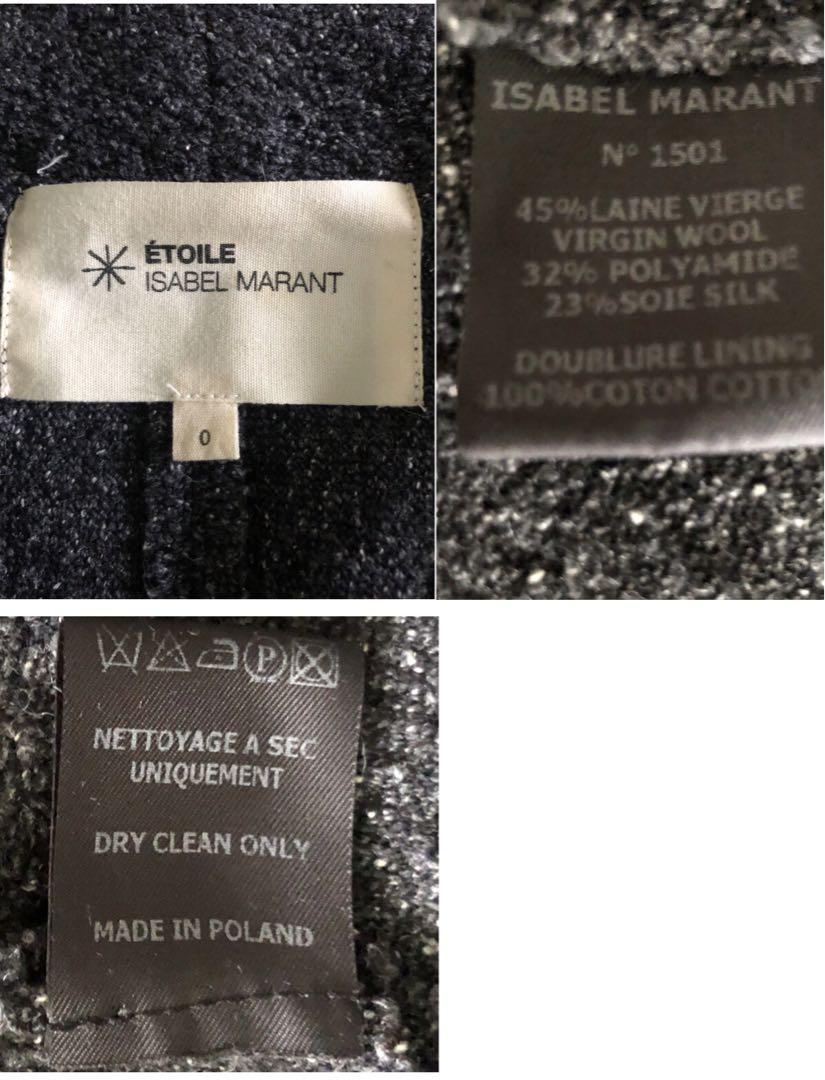 ÉTOILE
ISABEL MARANT
0
ISABEL MARANT
N° 1501
45%LAINE VIERGE
VIRGIN WOOL
32% POLYAMIDE
23%SOIE SILK
DOUBLURE LINING
100%COTON COTTO
P
NETTOYAGE A SEC
UNIQUEMENT
DRY CLEAN ONLY
MADE IN POLAND